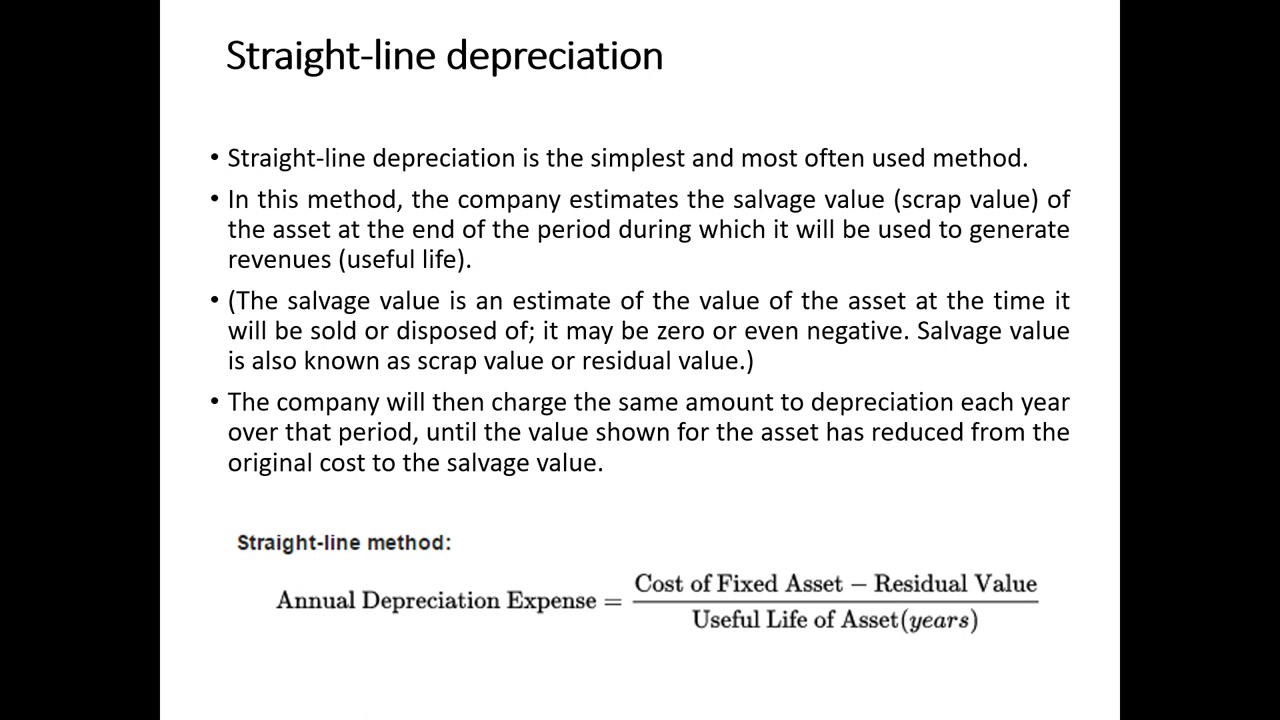 Straight-line depreciation
• Straight-line depreciation is the simplest and most often used method.
• In this method, the company estimates the salvage value (scrap value) of
the asset at the end of the period during which it will be used to generate
revenues (useful life).
• (The salvage value is an estimate of the value of the asset at the time it
will be sold or disposed of; it may be zero or even negative. Salvage value
is also known as scrap value or residual value.)
• The company will then charge the same amount to depreciation each year
over that period, until the value shown for the asset has reduced from the
original cost to the salvage value.
Straight-line method:
Annual Depreciation Expense =
Cost of Fixed Asset − Residual Value
Useful Life of Asset(years)